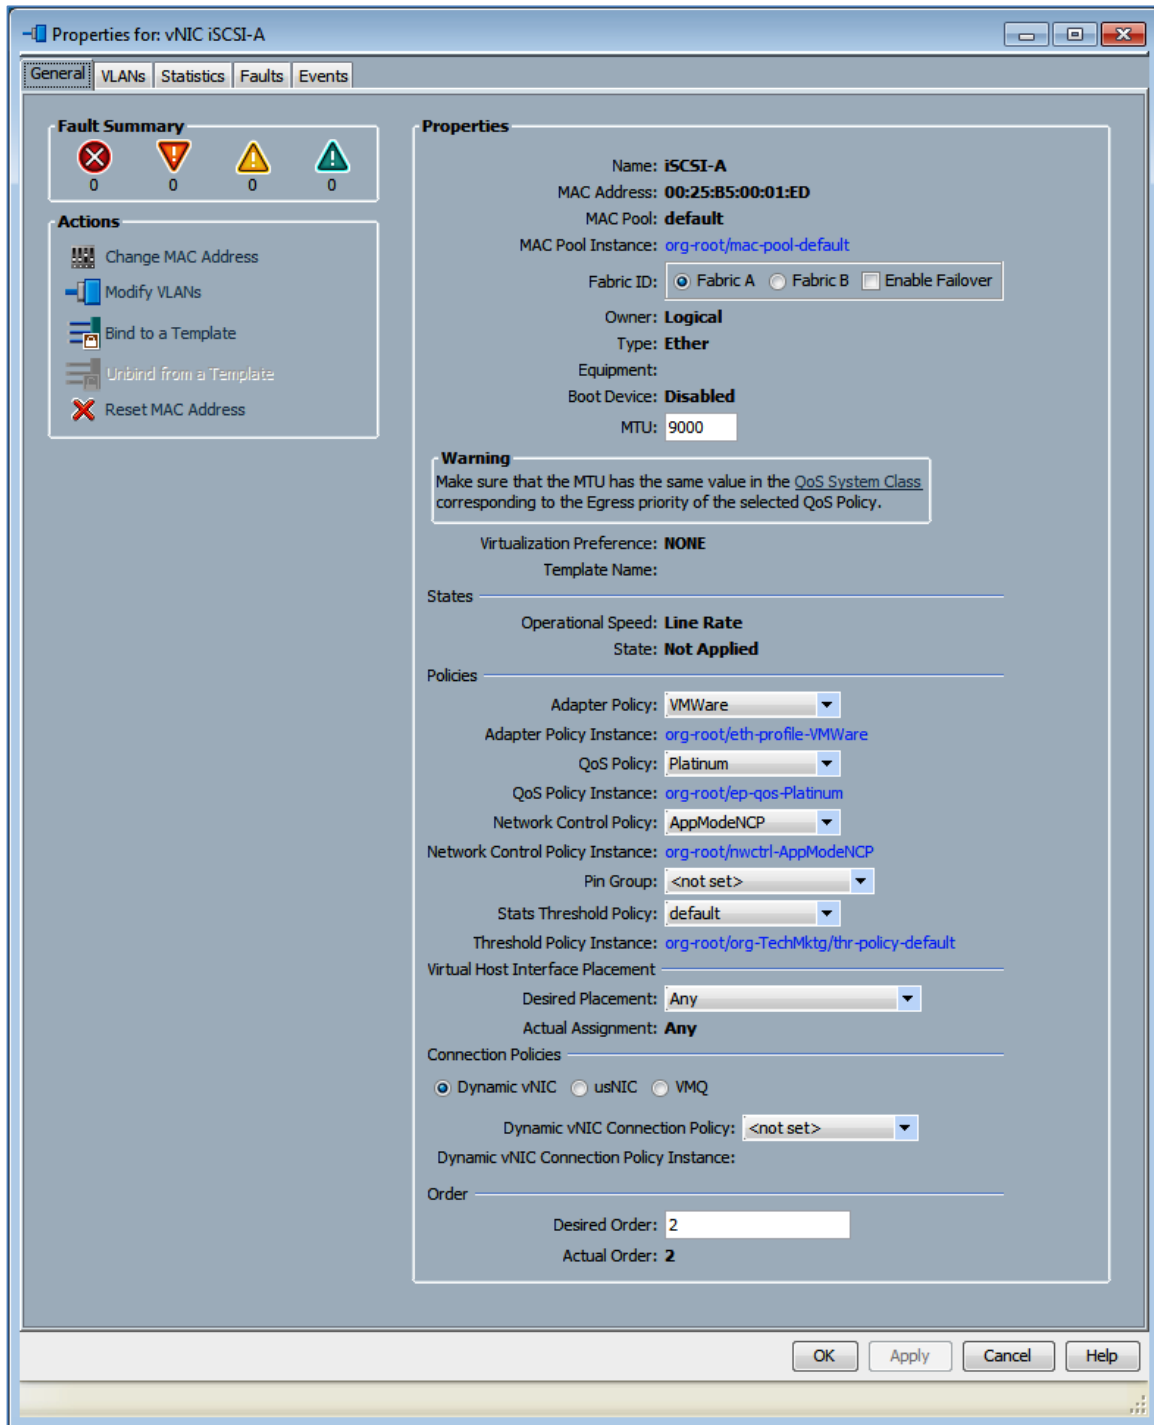 Properties for: vNIC iSCSI-A
General VLANs Statistics Faults Events
Fault Summary
0 0 0 0
Actions
Change MAC Address
Modify VLANs
Bind to a Template
Unbind from a Template
Reset MAC Address
Properties
Name: iSCSI-A
MAC Address: 00:25:B5:00:01:ED
MAC Pool: default
MAC Pool Instance: org-root/mac-pool-default
Fabric ID: Fabric A Fabric B Enable Failover
Owner: Logical
Type: Ether
Equipment:
Boot Device: Disabled
MTU: 9000
Warning
Make sure that the MTU has the same value in the QoS System Class
corresponding to the Egress priority of the selected QoS Policy.
Virtualization Preference: NONE
Template Name:
States
Operational Speed: Line Rate
State: Not Applied
Policies
Adapter Policy: VMWare
Adapter Policy Instance: org-root/eth-profile-VMWare
QoS Policy: Platinum
QoS Policy Instance: org-root/ep-qos-Platinum
Network Control Policy: AppModeNCP
Network Control Policy Instance: org-root/nwctrl-AppModeNCP
Pin Group: <not set>
Stats Threshold Policy: default
Threshold Policy Instance: org-root/org-TechMktg/thr-policy-default
Virtual Host Interface Placement
Desired Placement: Any
Actual Assignment: Any
Connection Policies
Dynamic vNIC usNIC VMQ
Dynamic vNIC Connection Policy: <not set>
Dynamic vNIC Connection Policy Instance:
Order
Desired Order: 2
Actual Order: 2
OK Apply Cancel Help